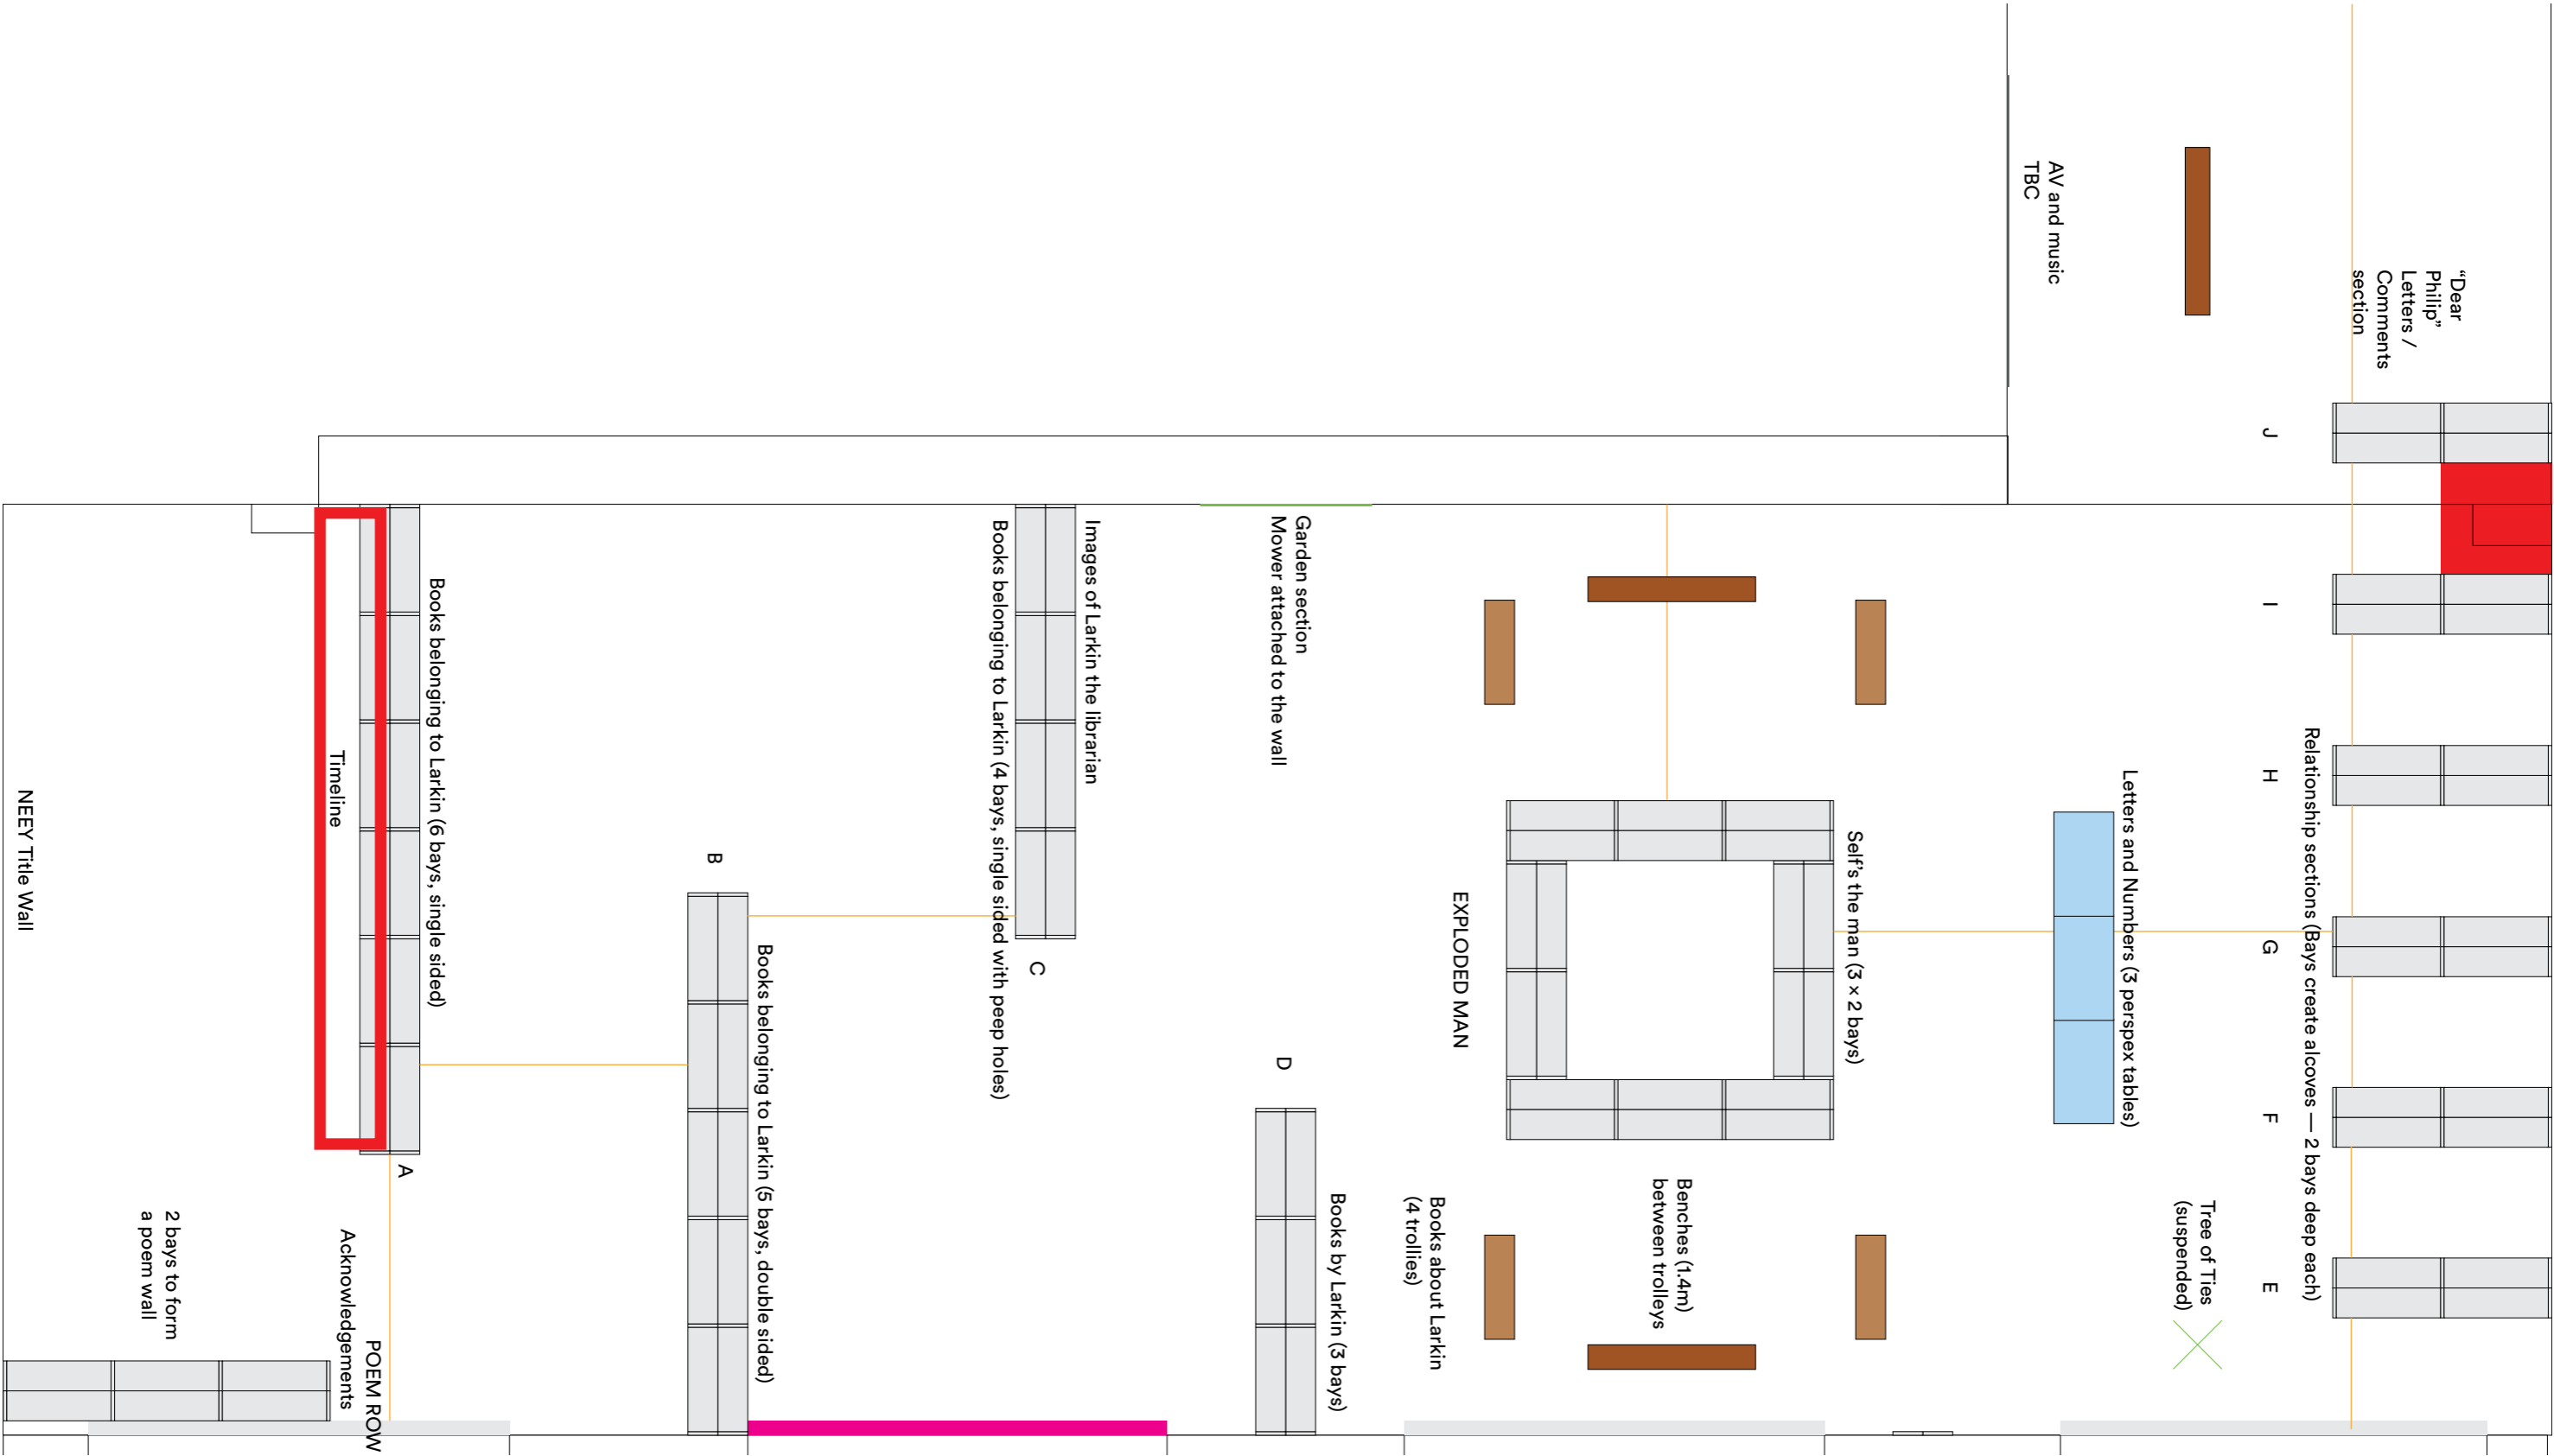 AV and music
TBC
“Dear
Philip”
Letters /
Comments
section
J
I
H
G
F
E
Relationship sections (Bays create alcoves — 2 bays deep each)
Letters and Numbers (3 perspex tables)
Tree of Ties
(suspended)
Self’s the man (3 × 2 bays)
EXPLODED MAN
Benches (1.4m)
between trolleys
Books about Larkin
(4 trollies)
Garden section
Mower attached to the wall
D
Books by Larkin (3 bays)
Images of Larkin the librarian
Books belonging to Larkin (4 bays, single sided with peep holes)
C
B
Books belonging to Larkin (5 bays, double sided)
Books belonging to Larkin (6 bays, single sided)
Timeline
A
POEM ROW
Acknowledgements
2 bays to form
a poem wall
NEEY Title Wall